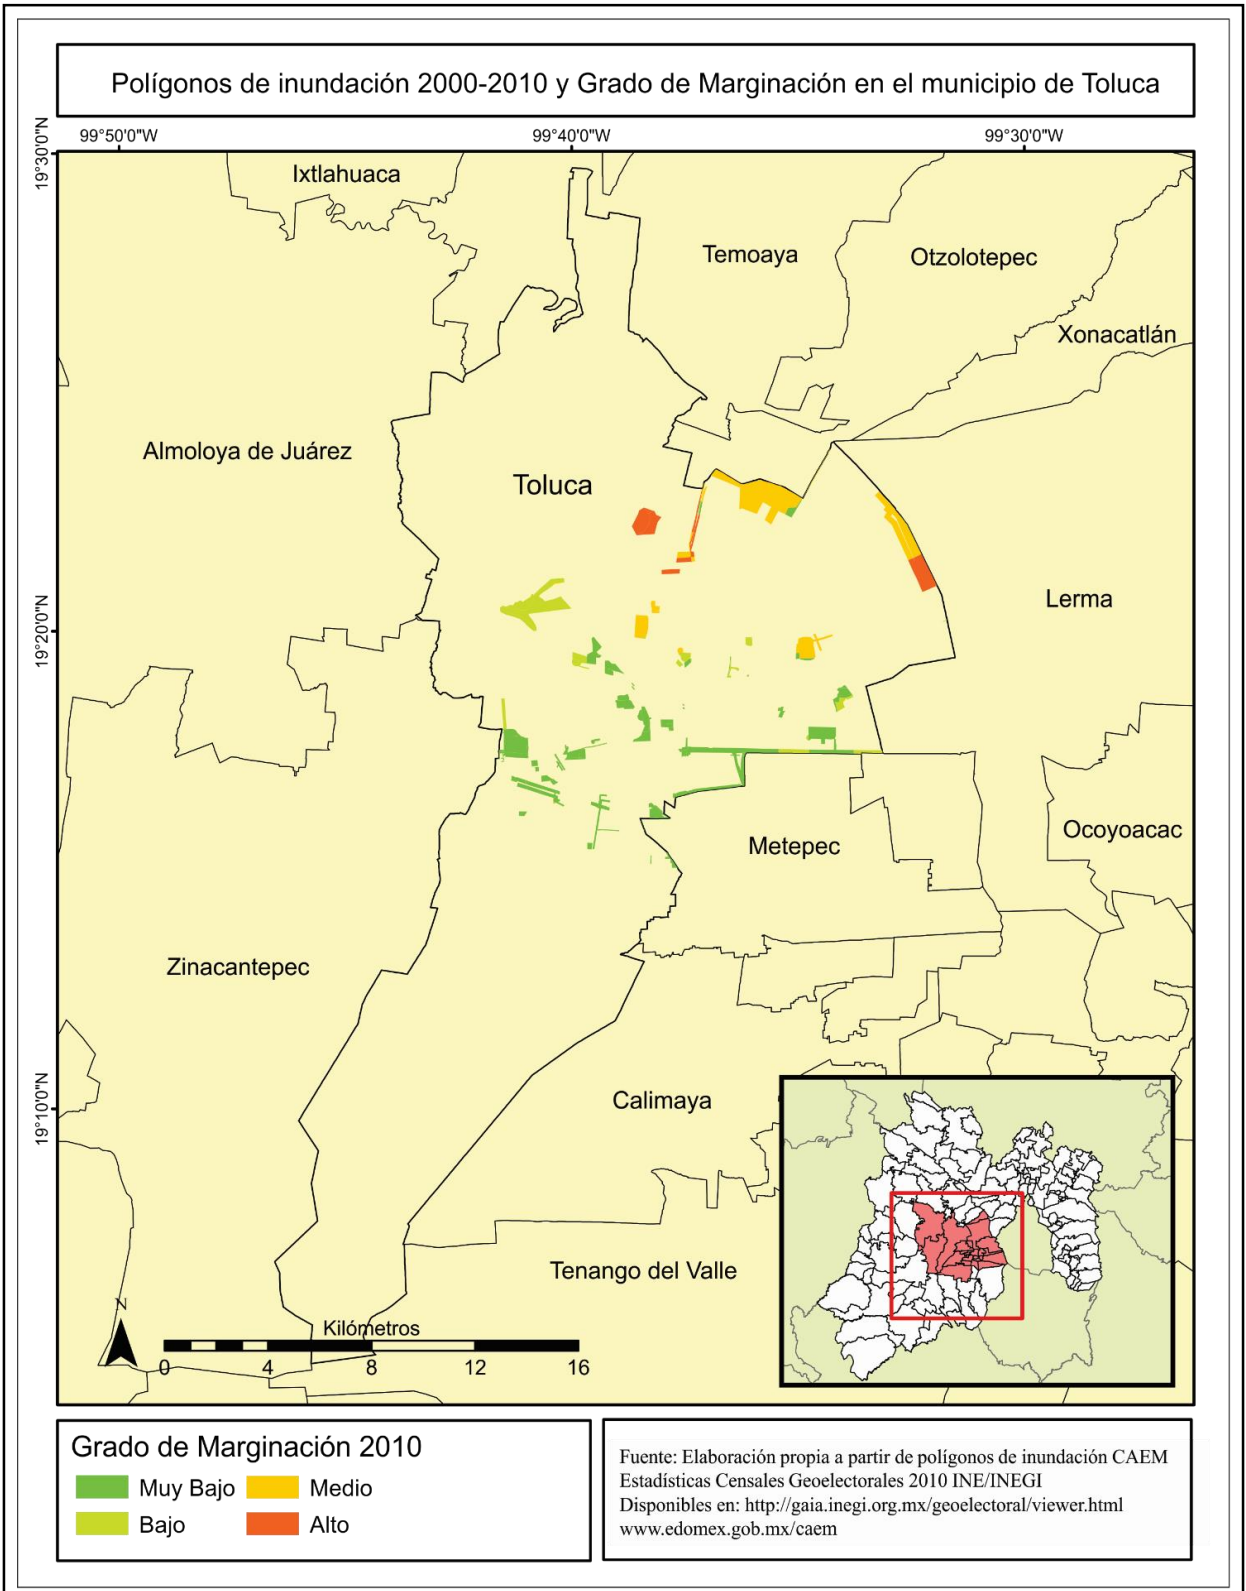 Polígonos de inundación 2000-2010 y Grado de Marginación en el municipio de Toluca
99°50'0"W
99°40'0"W
99°30'0"W
19°30'0"N
Ixtlahuaca
Temoaya
Otzolotepec
Xonacatlán
Almoloya de Juárez
Toluca
Lerma
19°20'0"N
Ocoyoacac
Metepec
Zinacantepec
Calimaya
19°10'0"N
Tenango del Valle
N
Kilómetros
0 4 8 12 16
Grado de Marginación 2010
Muy Bajo
Medio
Bajo
Alto
Fuente: Elaboración propia a partir de polígonos de inundación CAEM
Estadísticas Censales Geoelectorales 2010 INE/INEGI
Disponibles en: http://gaia.inegi.org.mx/geoelectoral/viewer.html
www.edomex.gob.mx/caem